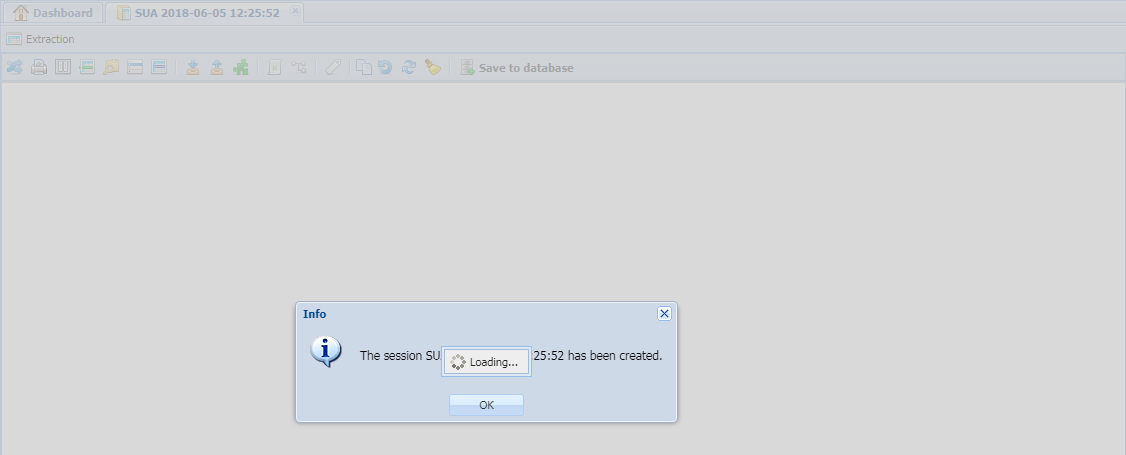 Dashboard
SUA 2018-06-05 12:25:52
Extraction
Save to database
Info
The session SU
Loading...
25:52 has been created.
OK